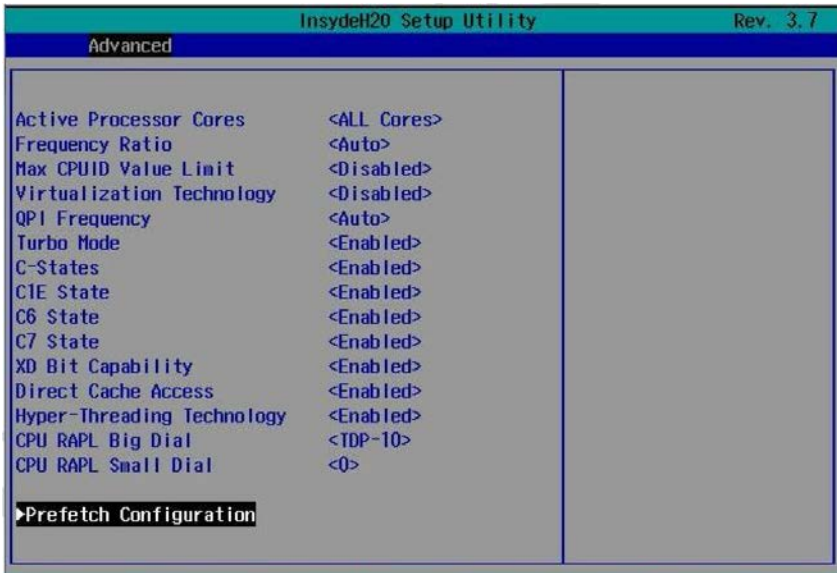 InsydeH20 Setup Utility Rev. 3.7
Advanced
Active Processor Cores <ALL Cores>
Frequency Ratio <Auto>
Max CPUID Value Limit <Disabled>
Virtualization Technology <Disabled>
QPI Frequency <Auto>
Turbo Mode <Enabled>
C-States <Enabled>
C1E State <Enabled>
C6 State <Enabled>
C7 State <Enabled>
XD Bit Capability <Enabled>
Direct Cache Access <Enabled>
Hyper-Threading Technology <Enabled>
CPU RAPL Big Dial <TDP-10>
CPU RAPL Small Dial <0>
▶Prefetch Configuration